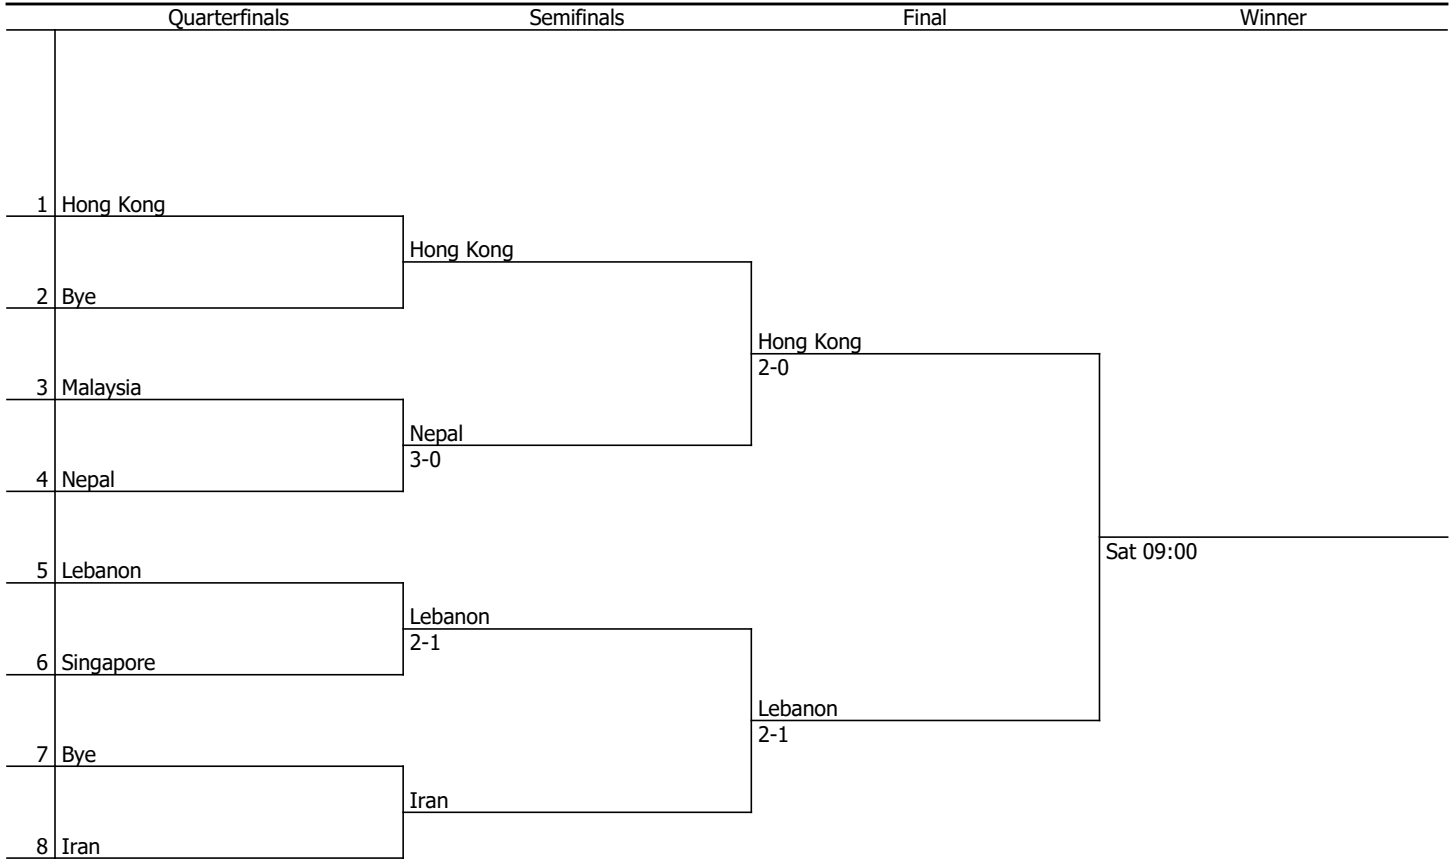 Quarterfinals Semifinals Final Winner
1 Hong Kong
Hong Kong
2 Bye
Hong Kong
2-0
3 Malaysia
Nepal
3-0
4 Nepal
Sat 09:00
5 Lebanon
Lebanon
2-1
6 Singapore
Lebanon
2-1
7 Bye
Iran
8 Iran